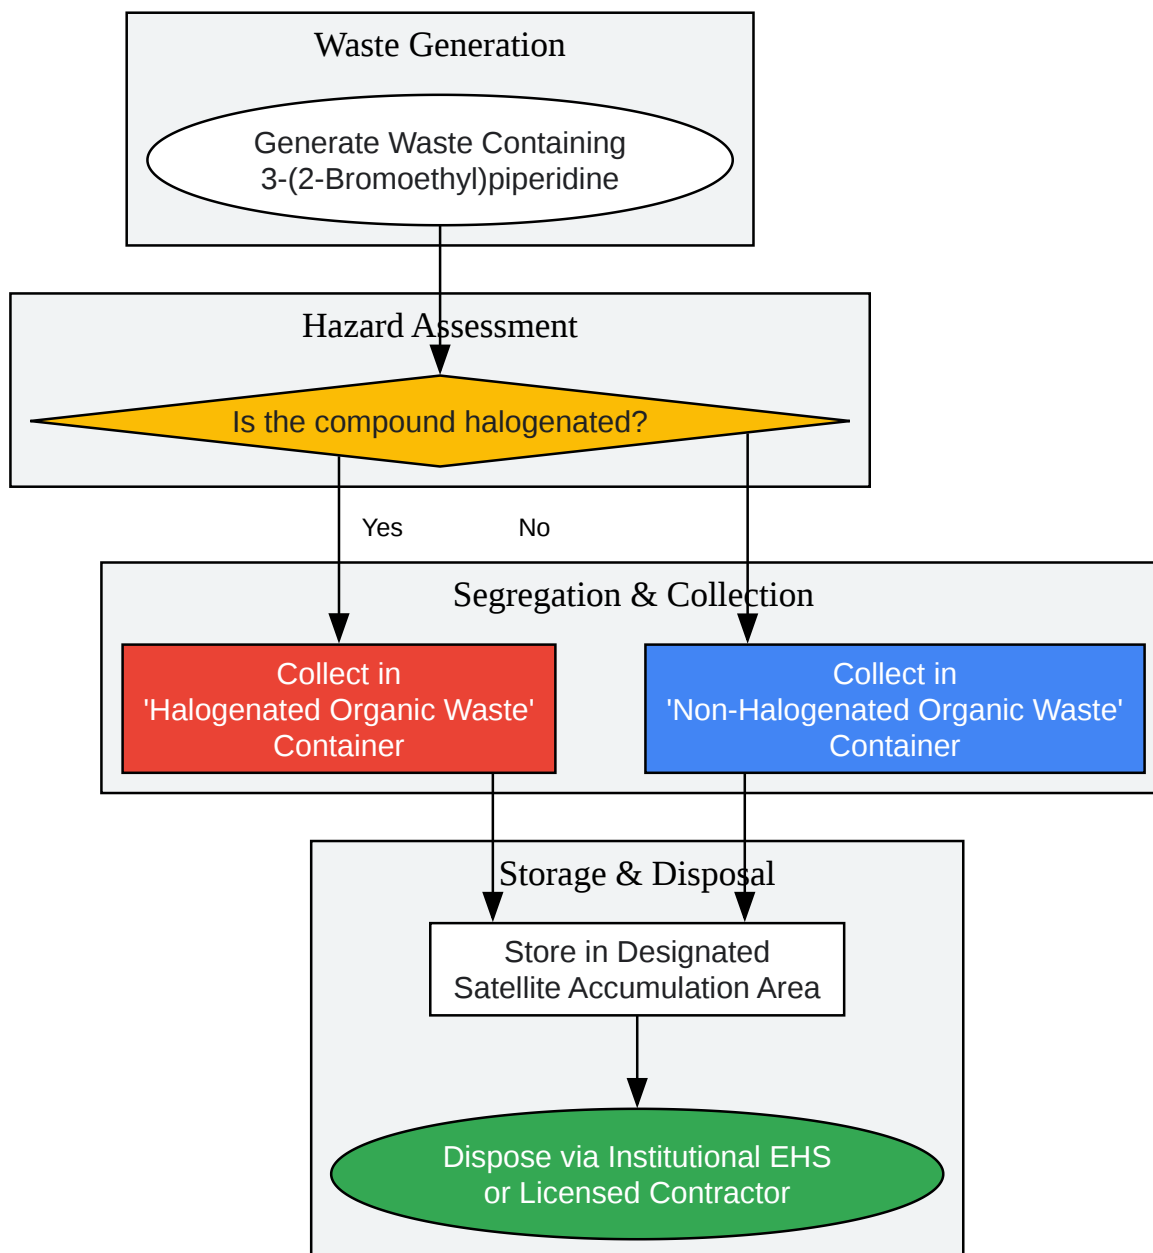 Waste Generation
Generate Waste Containing
3-(2-Bromoethyl)piperidine
Hazard Assessment
Is the compound halogenated?
Yes
No
Segregation & Collection
Collect in
'Halogenated Organic Waste'
Container
Collect in
'Non-Halogenated Organic Waste'
Container
Storage & Disposal
Store in Designated
Satellite Accumulation Area
Dispose via Institutional EHS
or Licensed Contractor